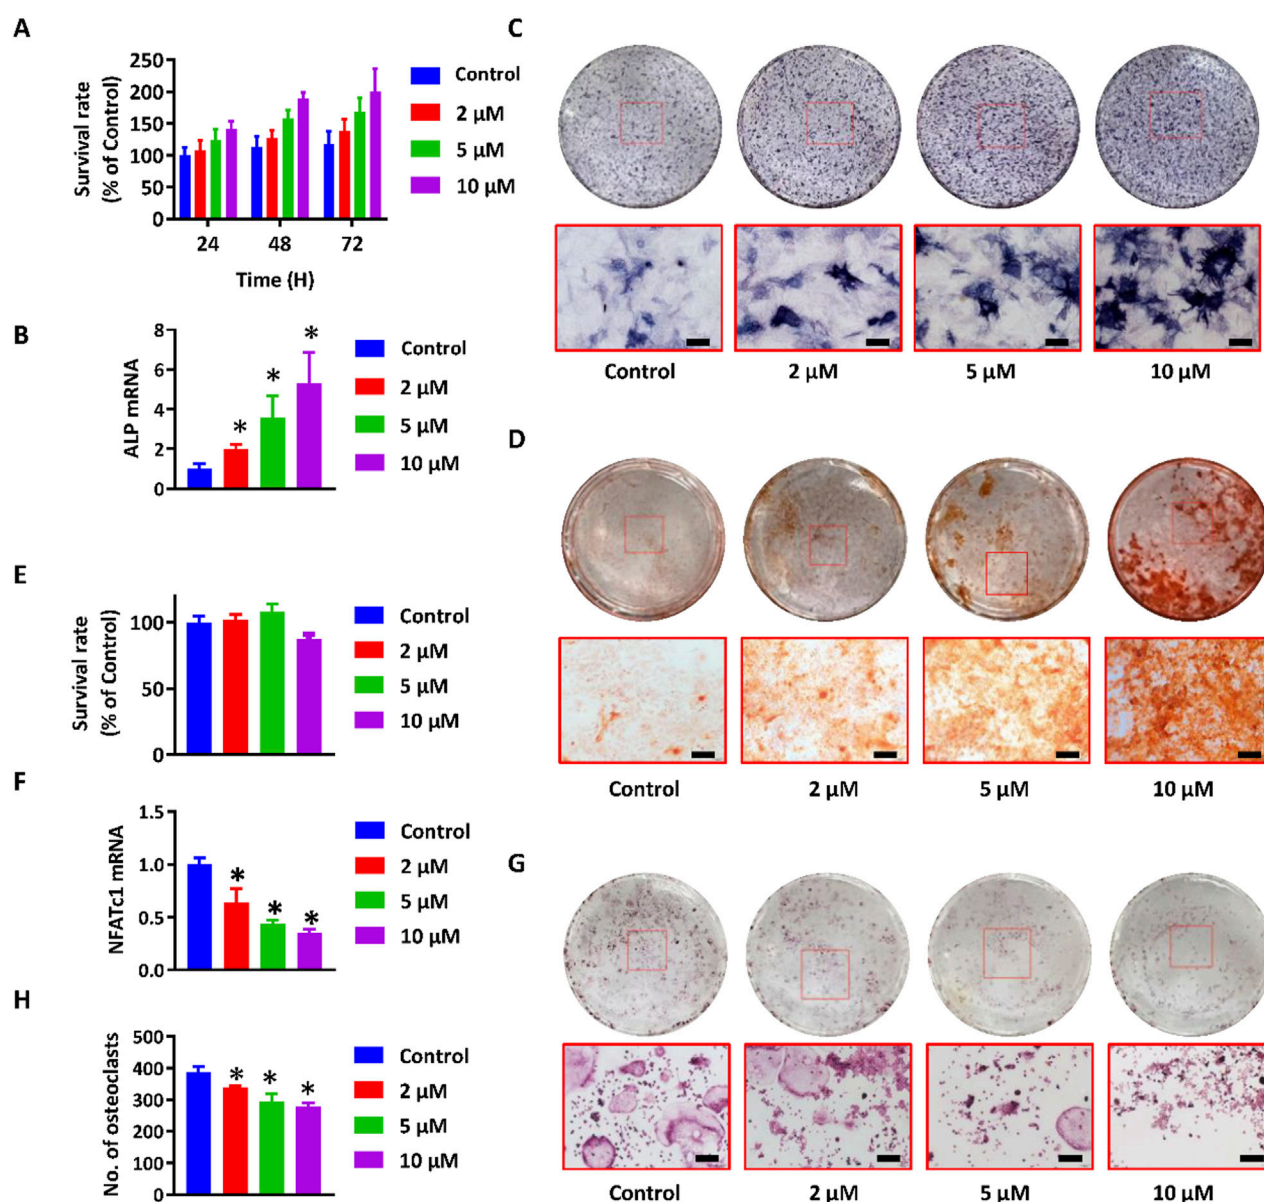 A
Survival rate
(% of Control)
250
200
150
100
50
0
24 48 72
Time (H)
Control
2 µM
5 µM
10 µM
B
ALP mRNA
8
6
4
2
0
* * *
Control
2 µM
5 µM
10 µM
E
Survival rate
(% of Control)
100
50
0
Control
2 µM
5 µM
10 µM
F
NFATc1 mRNA
1.5
1.0
0.5
0.0
* * *
Control
2 µM
5 µM
10 µM
H
No. of osteoclasts
500
400
300
200
100
0
* * *
Control
2 µM
5 µM
10 µM
C
Control 2 µM 5 µM 10 µM
D
Control 2 µM 5 µM 10 µM
G
Control 2 µM 5 µM 10 µM